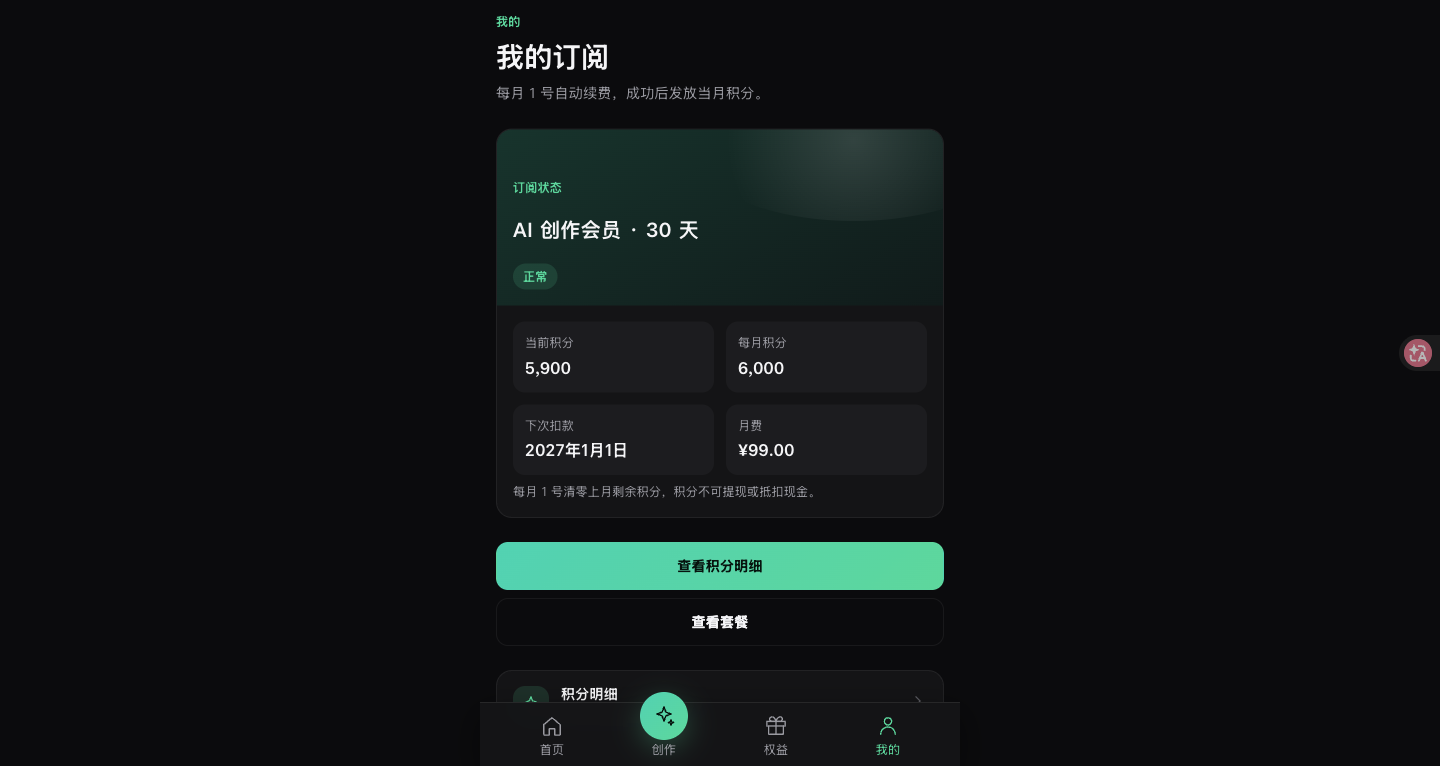 我的
我的订阅
每月 1 号自动续费，成功后发放当月积分。
订阅状态
AI 创作会员 · 30 天
正常
当前积分
5,900
每月积分
6,000
下次扣款
2027年1月1日
月费
¥99.00
每月 1 号清零上月剩余积分，积分不可提现或抵扣现金。
查看积分明细
查看套餐
积分明细
首页
创作
权益
我的